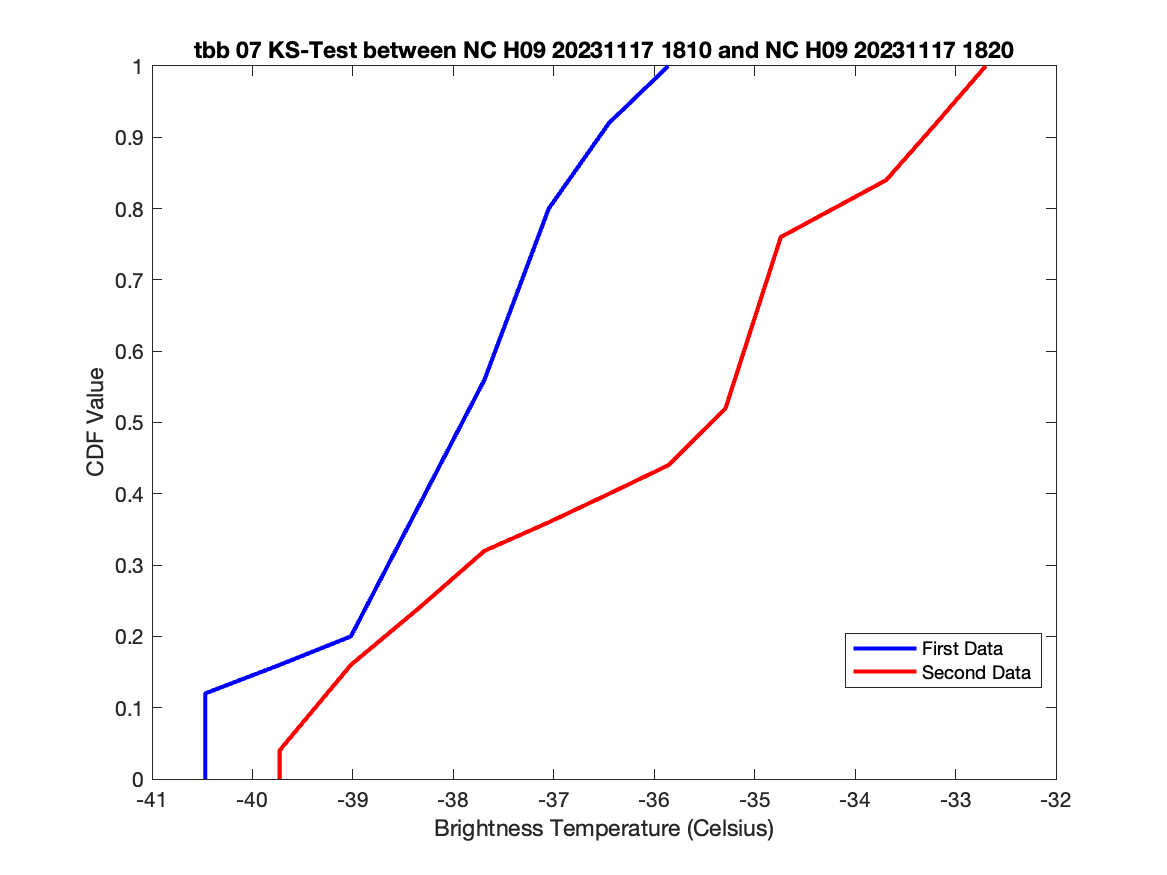 tbb 07 KS-Test between NC H09 20231117 1810 and NC H09 20231117 1820
1
0.9
0.8
0.7
0.6
0.5
0.4
0.3
0.2
0.1
0
CDF Value
First Data
Second Data
-41 -40 -39 -38 -37 -36 -35 -34 -33 -32
Brightness Temperature (Celsius)